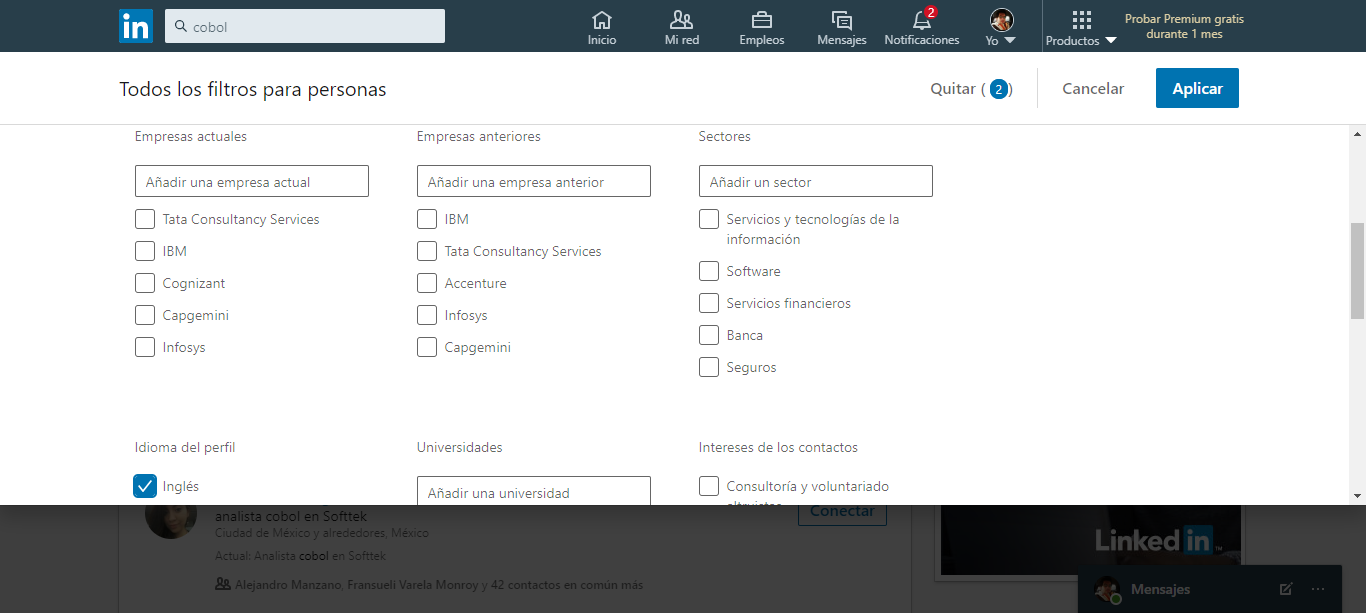 in
cobol
Inicio
Mi red
Empleos
Mensajes
2
Notificaciones
Yo
Productos
Probar Premium gratis
durante 1 mes
Todos los filtros para personas
Quitar (2)
Cancelar
Aplicar
Empresas actuales
Añadir una empresa actual
Tata Consultancy Services
IBM
Cognizant
Capgemini
Infosys
Empresas anteriores
Añadir una empresa anterior
IBM
Tata Consultancy Services
Accenture
Infosys
Capgemini
Sectores
Añadir un sector
Servicios y tecnologías de la
información
Software
Servicios financieros
Banca
Seguros
Idioma del perfil
Inglés
Universidades
Añadir una universidad
Intereses de los contactos
Consultoría y voluntariado
altruistas
analista cobol en Softtek
Ciudad de México y alrededores, México
Actual: Analista cobol en Softtek
Alejandro Manzano, Fransueli Varela Monroy y 42 contactos en común más
Conectar
Linked in
Mensajes